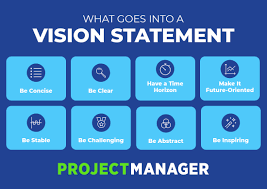 WHAT GOES INTO A
VISION STATEMENT
Be Concise
Be Clear
Have a Time
Horizon
Make it
Future-Oriented
Be Stable
Be Challenging
Be Abstract
Be Inspiring
PROJECTMANAGER